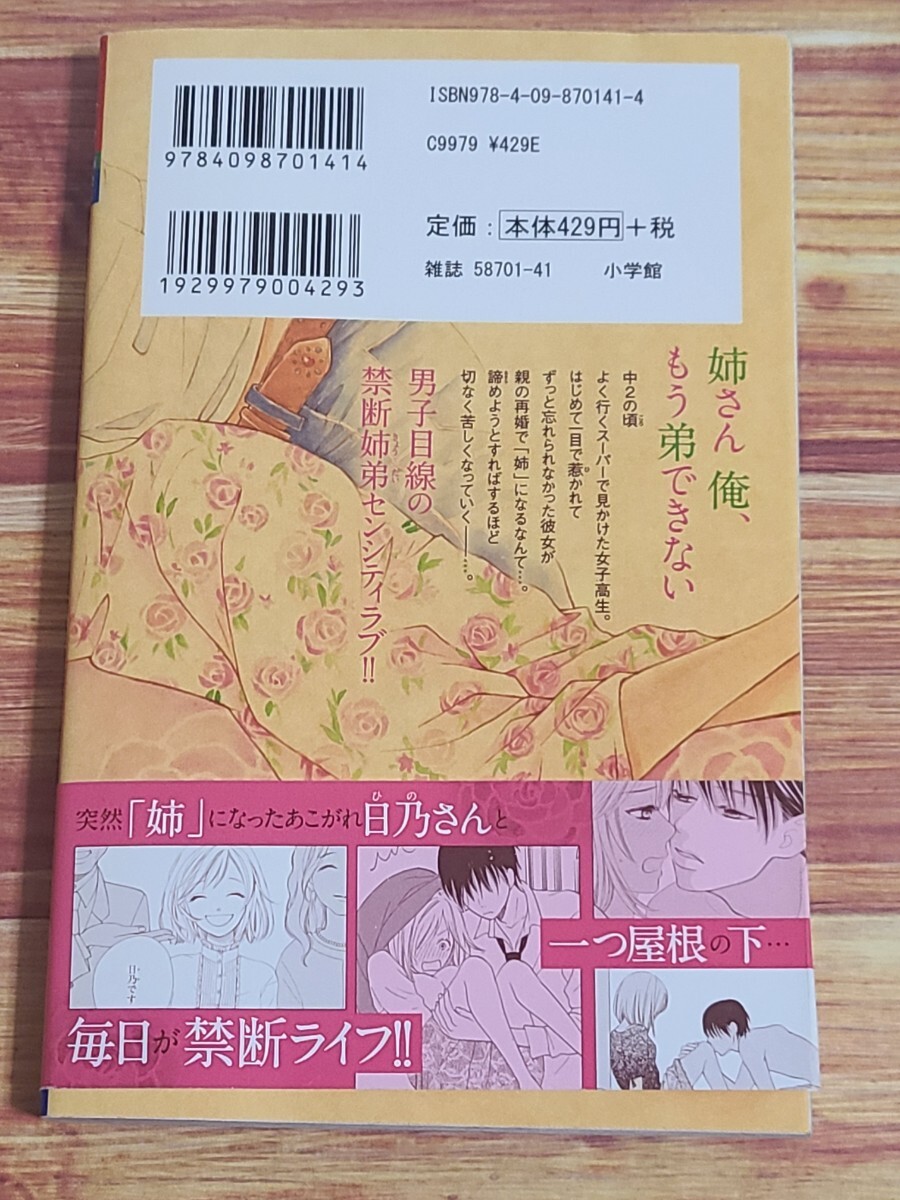 ISBN978-4-09-870141-4
C9979 ¥429E
9784098701414
定価：本体429円＋税
雑誌 58701-41 小学館
1929979004293
姉さん 俺、
もう弟できない
中2の頃
よく行くスーパーで見かけた女子高生。
はじめて一目で惹かれて
ずっと忘れられなかった彼女が
親の再婚で「姉」になるなんて…。
諦めようとすればするほど
切なく苦しくなっていく――…。
男子目線の
禁断姉弟センシティラブ!!
突然「姉」になったあこがれ日乃さんと
一つ屋根の下…
日乃です
毎日が禁断ライフ!!